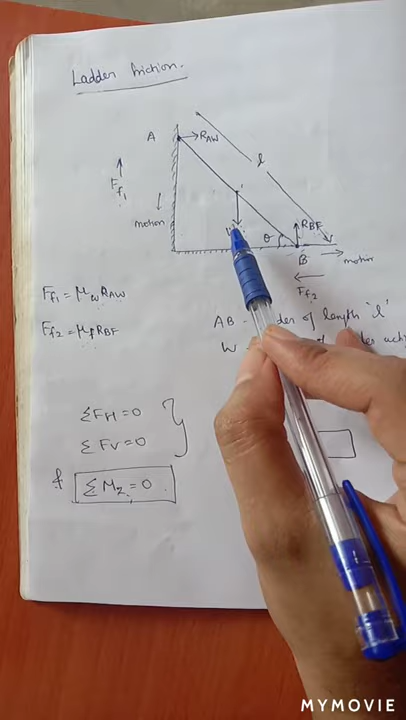 Ladder friction.
A
RAW
l
Ff1
motion
θ
RBF
B
motion
Ff2
Ff1 = μw RAW
Ff2 = μf RBF
AB - of length 'l'
W of
ΣFH = 0
ΣFV = 0
& ΣMz = 0
MYMOVIE